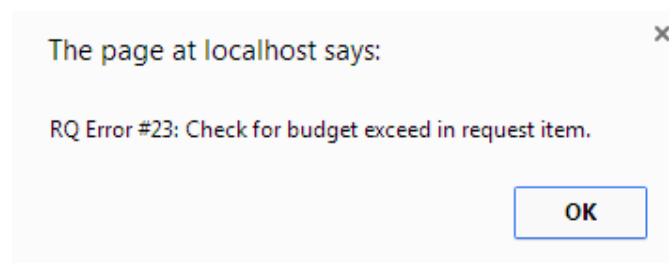 The page at localhost says:
RQ Error #23: Check for budget exceed in request item.
OK